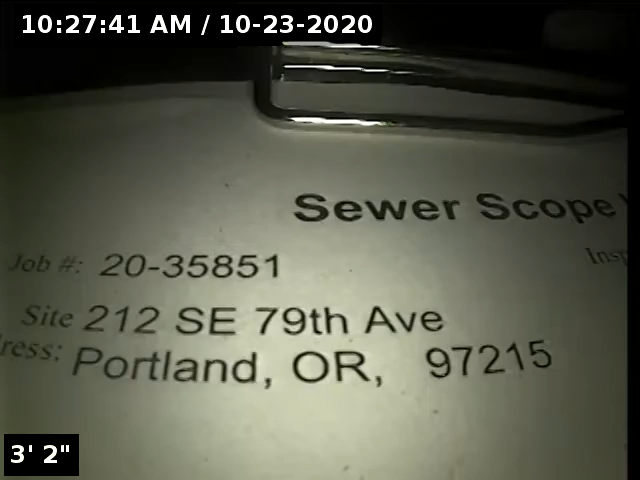 10:27:41 AM / 10-23-2020
Sewer Scope
Job #: 20-35851
Site 212 SE 79th Ave
Portland, OR, 97215
3' 2"